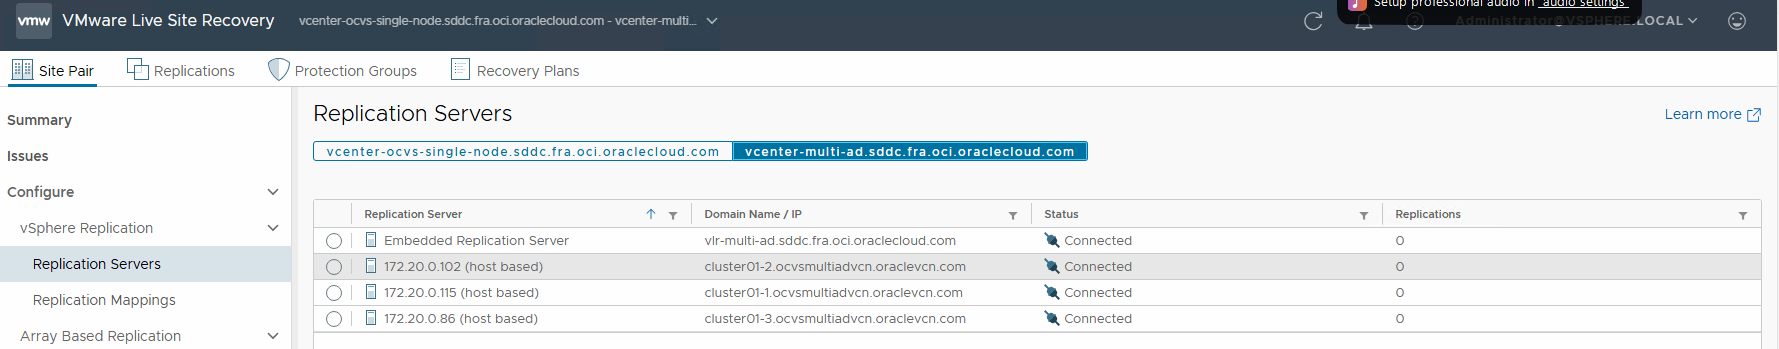 vmw VMware Live Site Recovery vcenter-ocvs-single-node.sddc.fra.oci.oraclecloud.com - vcenter-multi... Setup professional audio in 'audio settings' Administrator@VSPHERE.LOCAL
Site Pair Replications Protection Groups Recovery Plans
Summary
Issues
Configure
vSphere Replication
Replication Servers
Replication Mappings
Array Based Replication
Replication Servers Learn more
vcenter-ocvs-single-node.sddc.fra.oci.oraclecloud.com vcenter-multi-ad.sddc.fra.oci.oraclecloud.com
Replication Server Domain Name / IP Status Replications
Embedded Replication Server vlr-multi-ad.sddc.fra.oci.oraclecloud.com Connected 0
172.20.0.102 (host based) cluster01-2.ocvsmultiadvcn.oraclevcn.com Connected 0
172.20.0.115 (host based) cluster01-1.ocvsmultiadvcn.oraclevcn.com Connected 0
172.20.0.86 (host based) cluster01-3.ocvsmultiadvcn.oraclevcn.com Connected 0